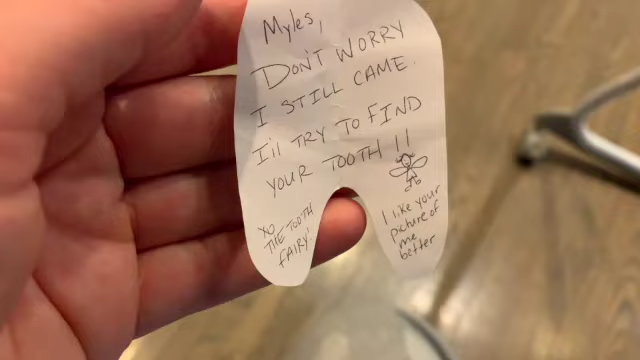 Myles,
DON'T WORRY
I STILL CAME.
I'll TRY TO FIND
YOUR TOOTH !!
XO
THE TOOTH
FAIRY!
I like your
picture of
me
better